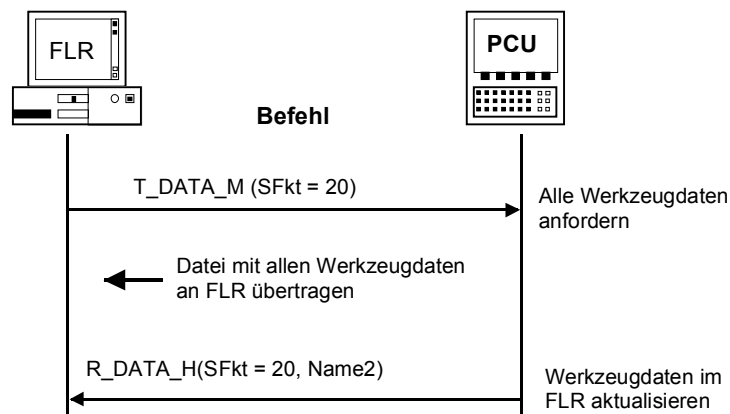 FLR
PCU
Befehl
T_DATA_M (SFkt = 20)
Alle Werkzeugdaten
anfordern
Datei mit allen Werkzeugdaten
an FLR übertragen
R_DATA_H(SFkt = 20, Name2)
Werkzeugdaten im
FLR aktualisieren